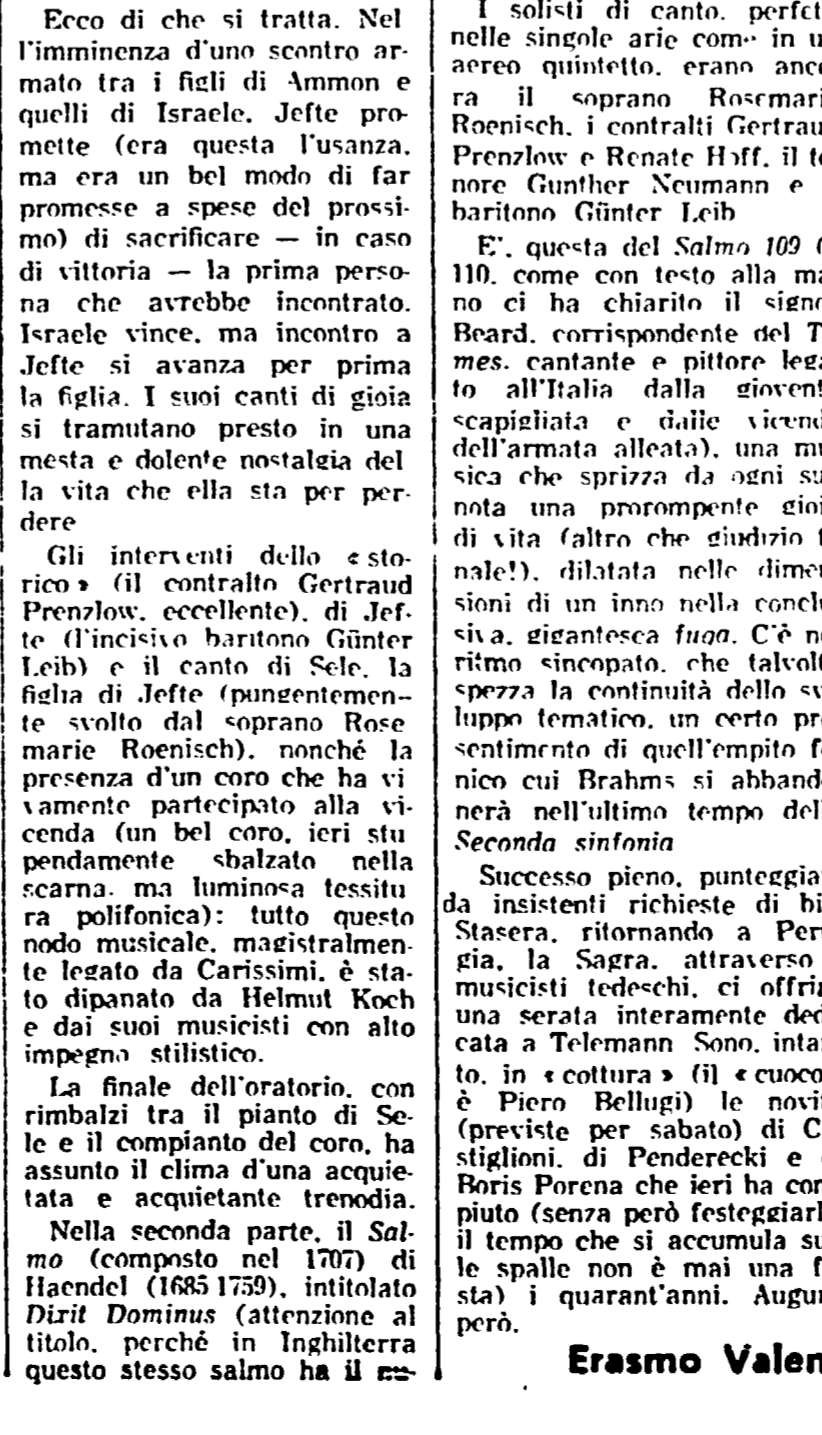 Ecco di che si tratta. Nel
l'imminenza d'uno scontro ar-
mato tra i figli di Ammon e
quelli di Israele. Jefte pro-
mette (era questa l'usanza.
ma era un bel modo di far
promesse a spese del prossi-
mo) di sacrificare — in caso
di vittoria — la prima perso-
na che avrebbe incontrato.
Israele vince. ma incontro a
Jefte si avanza per prima
la figlia. I suoi canti di gioia
si tramutano presto in una
mesta e dolente nostalgia del
la vita che ella sta per per-
dere
Gli interventi dello « sto-
rico » (il contralto Gertraud
Prenzlow. eccellente). di Jef-
te (l'incisivo baritono Günter
Leib) e il canto di Sele. la
figlia di Jefte (pungentemen-
te svolto dal soprano Rose
marie Roenisch). nonché la
presenza d'un coro che ha vi
vamente partecipato alla vi-
cenda (un bel coro, ieri stu
pendamente sbalzato nella
scarna. ma luminosa tessitu
ra polifonica): tutto questo
nodo musicale. magistralmen-
te legato da Carissimi. è sta-
to dipanato da Helmut Koch
e dai suoi musicisti con alto
impegno stilistico.
La finale dell'oratorio. con
rimbalzi tra il pianto di Se-
le e il compianto del coro, ha
assunto il clima d'una acquie-
tata e acquietante trenodia.
Nella seconda parte, il Sal-
mo (composto nel 1707) di
Haendel (1685 1759), intitolato
Dixit Dominus (attenzione al
titolo. perché in Inghilterra
questo stesso salmo ha il
I solisti di canto. perfet
nelle singole arie come in u
aereo quintetto. erano anco
ra il soprano Rosemari
Roenisch. i contralti Gertrau
Prenzlow e Renate Hoff. il te
nore Gunther Neumann e
baritono Günter Leib
E'. questa del Salmo 109 (
110. come con testo alla ma
no ci ha chiarito il signo
Beard. corrispondente del Ti
mes. cantante e pittore lega
to all'Italia dalla giovent
scapigliata e dalle vicend
dell'armata alleata). una mu
sica che sprizza da ogni su
nota una prorompente gioi
di vita (altro che giudizio f
nale!). dilatata nelle dimen
sioni di un inno nella conclu
siva. gigantesca fuga. C'è ne
ritmo sincopato. che talvolt
spezza la continuità dello sv
luppo tematico. un certo pre
sentimento di quell'empito fo
nico cui Brahms si abbando
nerà nell'ultimo tempo dell
Seconda sinfonia
Successo pieno. punteggia
da insistenti richieste di bi
Stasera. ritornando a Peru
gia, la Sagra. attraverso
musicisti tedeschi. ci offri
una serata interamente ded
cata a Telemann Sono. inta
to. in « cottura » (il « cuoco
è Piero Bellugi) le novi
(previste per sabato) di C
stiglioni. di Penderecki e
Boris Porena che ieri ha com
piuto (senza però festeggiarl
il tempo che si accumula su
le spalle non è mai una f
sta) i quarant'anni. Augur
però.
Erasmo Valen